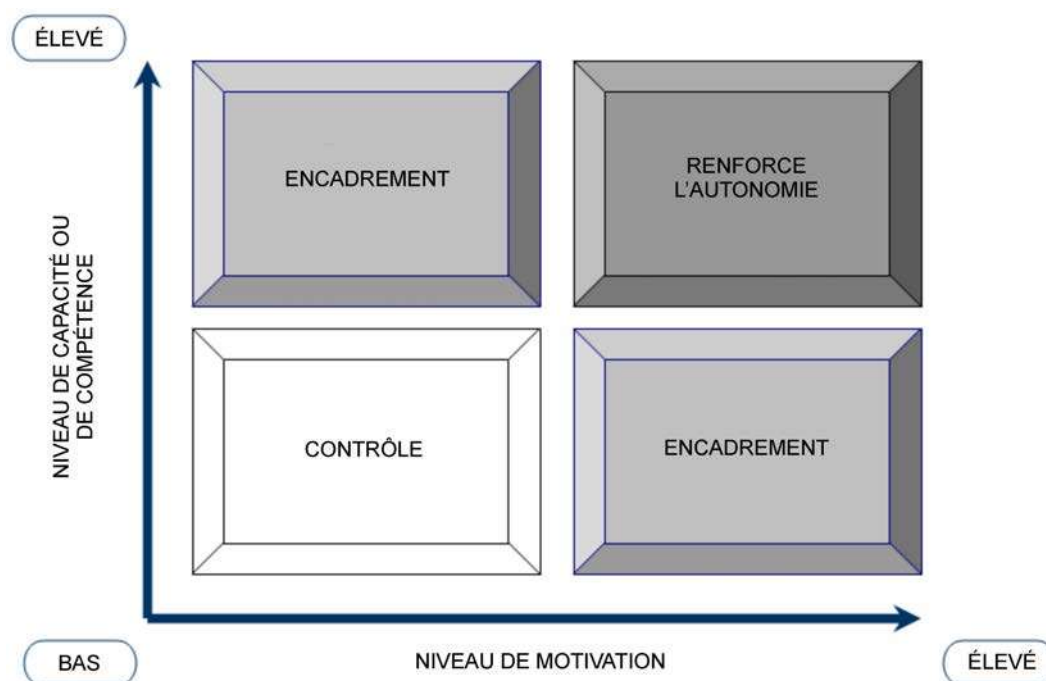 ÉLEVÉ
ENCADREMENT
RENFORCE
L'AUTONOMIE
NIVEAU DE CAPACITÉ OU
DE COMPÉTENCE
CONTRÔLE
ENCADREMENT
BAS
NIVEAU DE MOTIVATION
ÉLEVÉ